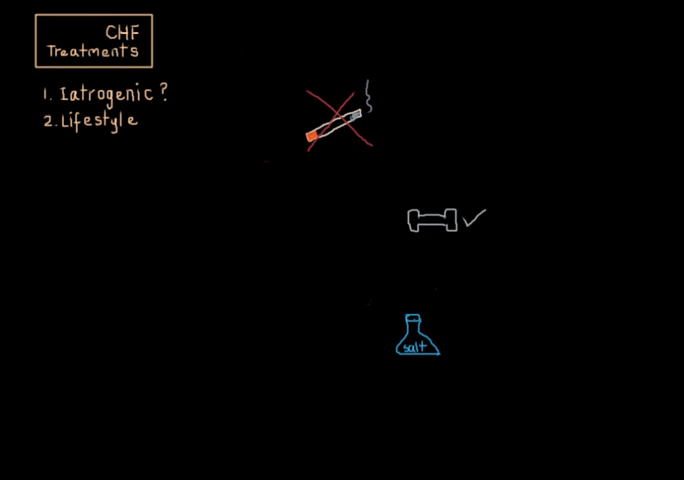 CHF
Treatments
1. Iatrogenic?
2. Lifestyle
salt